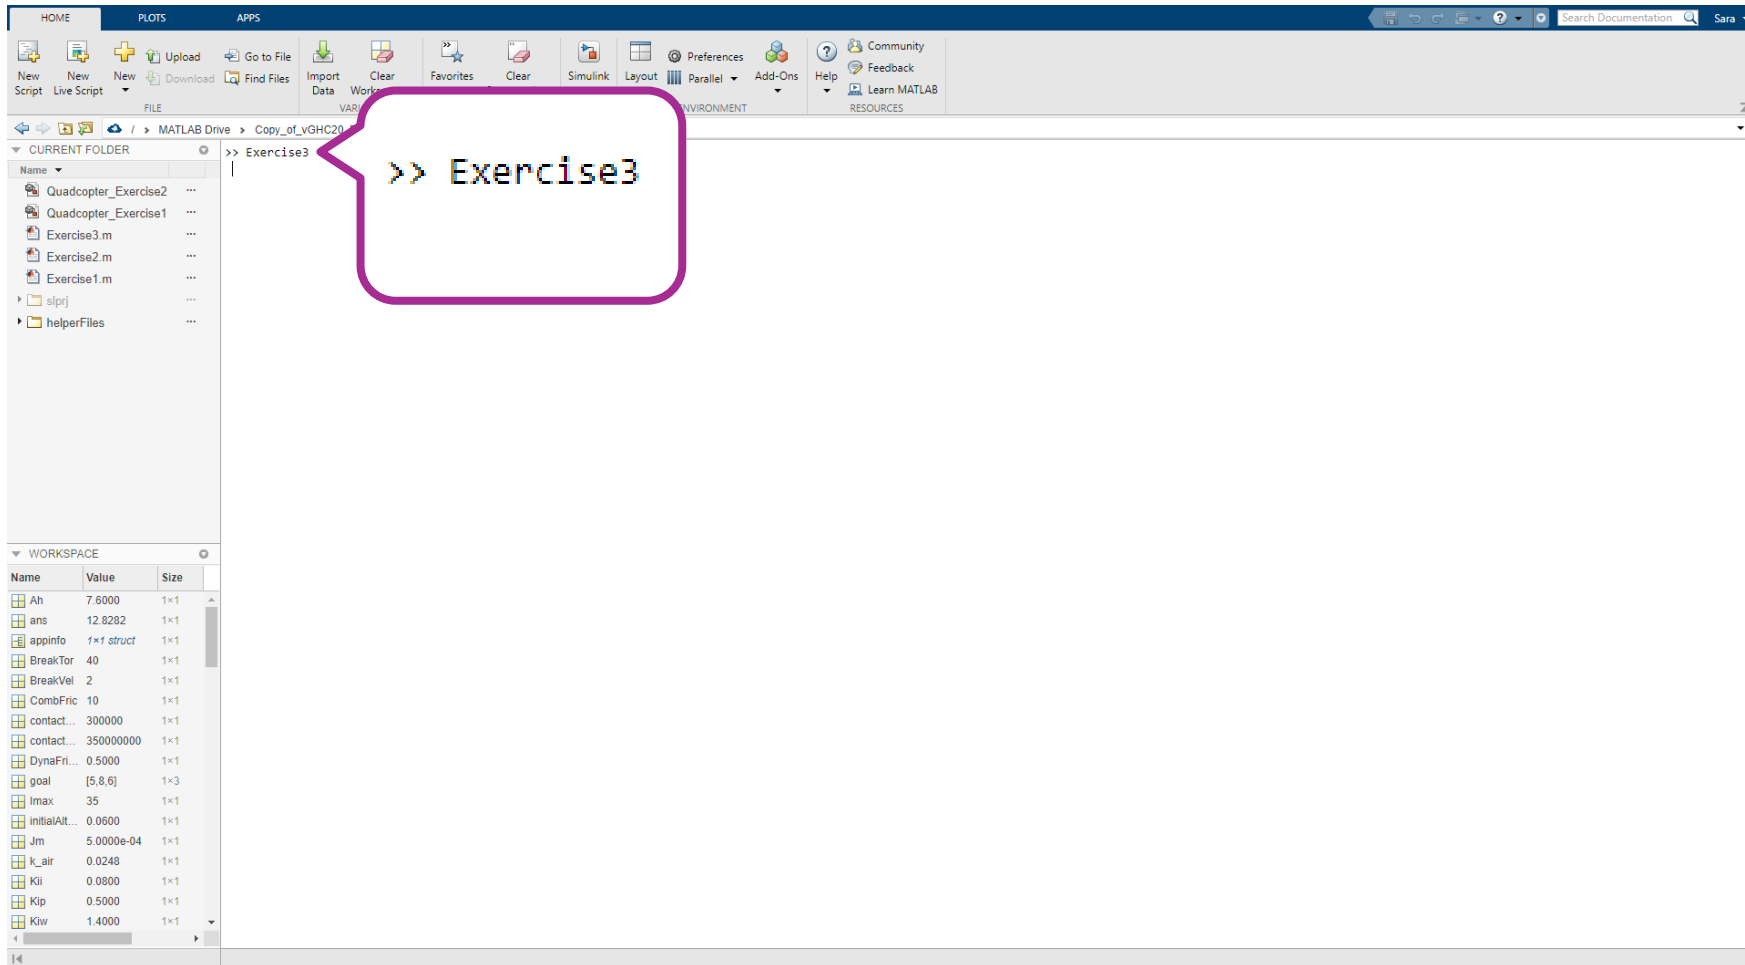 HOME PLOTS APPS Search Documentation Sara
New Script
New Live Script
New
Upload
Download
Go to File
Find Files
Import Data
Clear
Favorites
Clear
Simulink
Layout
Preferences
Parallel
Add-Ons
Help
Community
Feedback
Learn MATLAB
FILE ENVIRONMENT RESOURCES
/ > MATLAB Drive > Copy_of_vGHC20
CURRENT FOLDER
Name
Quadcopter_Exercise2 ...
Quadcopter_Exercise1 ...
Exercise3.m ...
Exercise2.m ...
Exercise1.m ...
slprj ...
helperFiles ...
>> Exercise3
>> Exercise3
WORKSPACE
Name Value Size
Ah 7.6000 1×1
ans 12.8282 1×1
appinfo 1×1 struct 1×1
BreakTor 40 1×1
BreakVel 2 1×1
CombFric 10 1×1
contact... 300000 1×1
contact... 350000000 1×1
DynaFri... 0.5000 1×1
goal [5,8,6] 1×3
Imax 35 1×1
initialAlt... 0.0600 1×1
Jm 5.0000e-04 1×1
k_air 0.0248 1×1
Kii 0.0800 1×1
Kip 0.5000 1×1
Kiw 1.4000 1×1